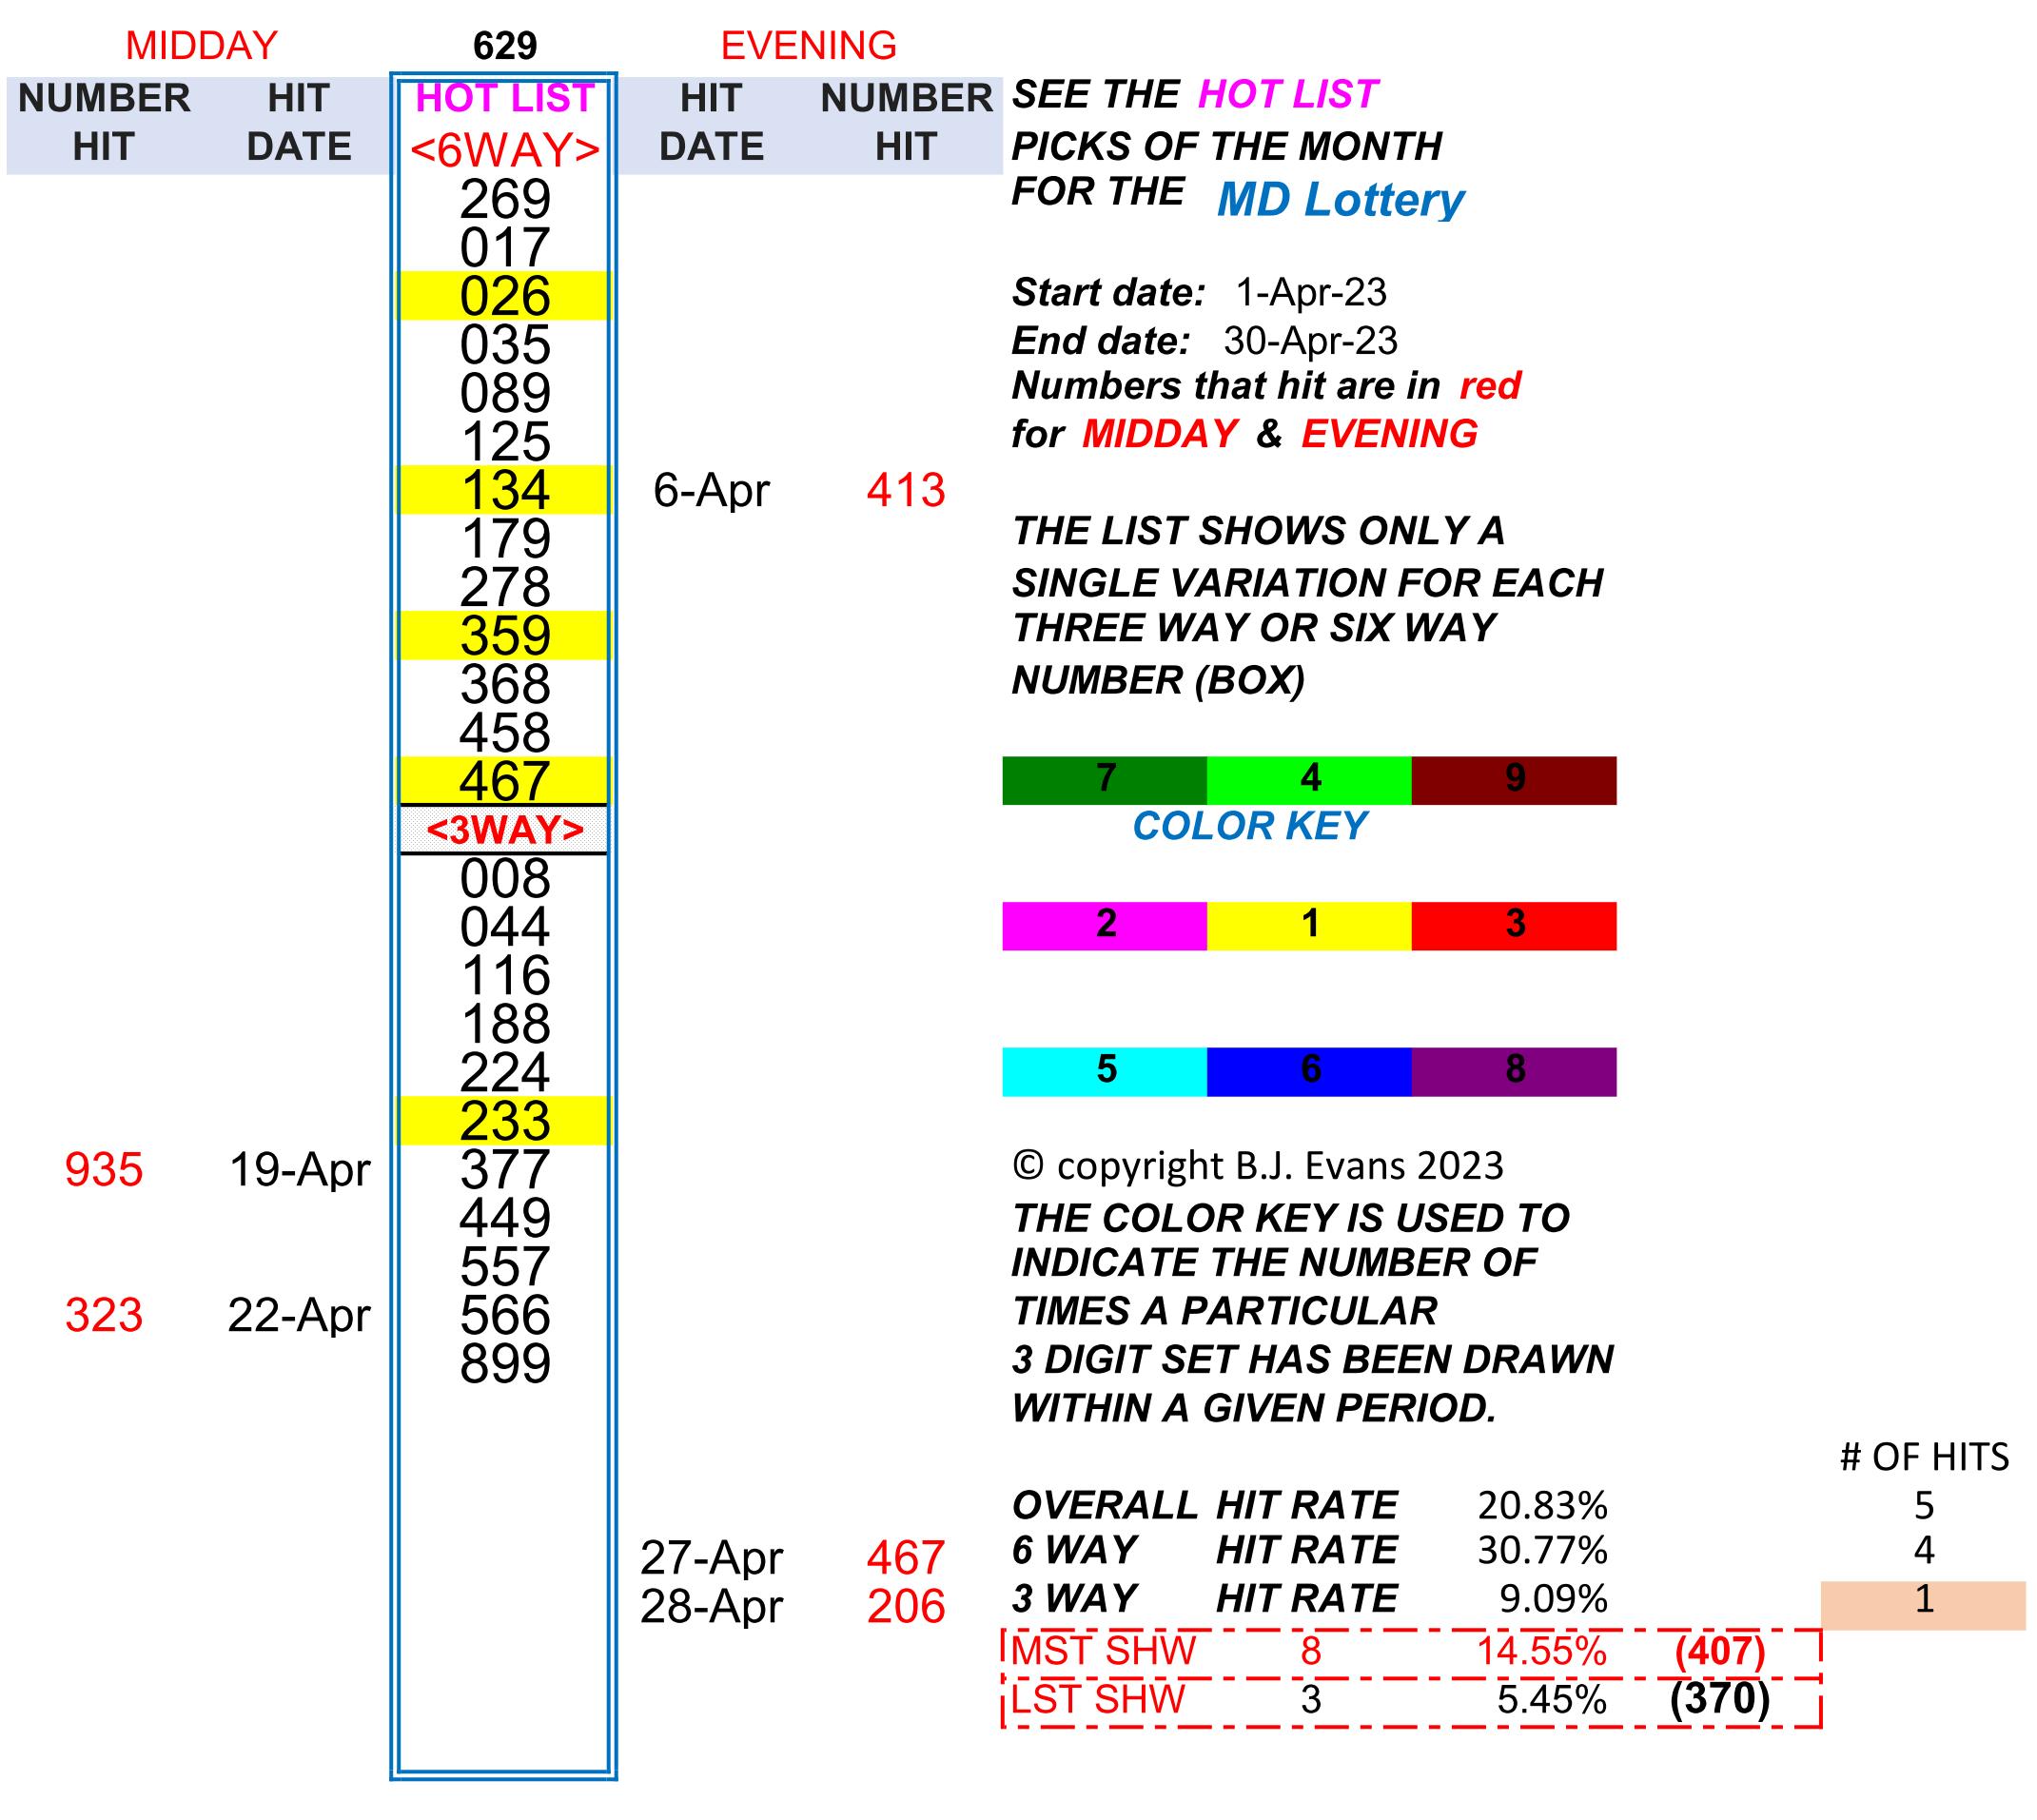 MIDDAY 629 EVENING
NUMBER HIT HOT LIST HIT NUMBER
HIT DATE <6WAY> DATE HIT
269
017
026
035
089
125
134 6-Apr 413
179
278
359
368
458
467
<3WAY>
008
044
116
188
224
233
935 19-Apr 377
449
557
323 22-Apr 566
899
27-Apr 467
28-Apr 206
SEE THE HOT LIST
PICKS OF THE MONTH
FOR THE MD Lottery
Start date: 1-Apr-23
End date: 30-Apr-23
Numbers that hit are in red
for MIDDAY & EVENING
THE LIST SHOWS ONLY A
SINGLE VARIATION FOR EACH
THREE WAY OR SIX WAY
NUMBER (BOX)
7 4 9
COLOR KEY
2 1 3
5 6 8
© copyright B.J. Evans 2023
THE COLOR KEY IS USED TO
INDICATE THE NUMBER OF
TIMES A PARTICULAR
3 DIGIT SET HAS BEEN DRAWN
WITHIN A GIVEN PERIOD.
# OF HITS
OVERALL HIT RATE 20.83% 5
6 WAY HIT RATE 30.77% 4
3 WAY HIT RATE 9.09% 1
MST SHW 8 14.55% (407)
LST SHW 3 5.45% (370)